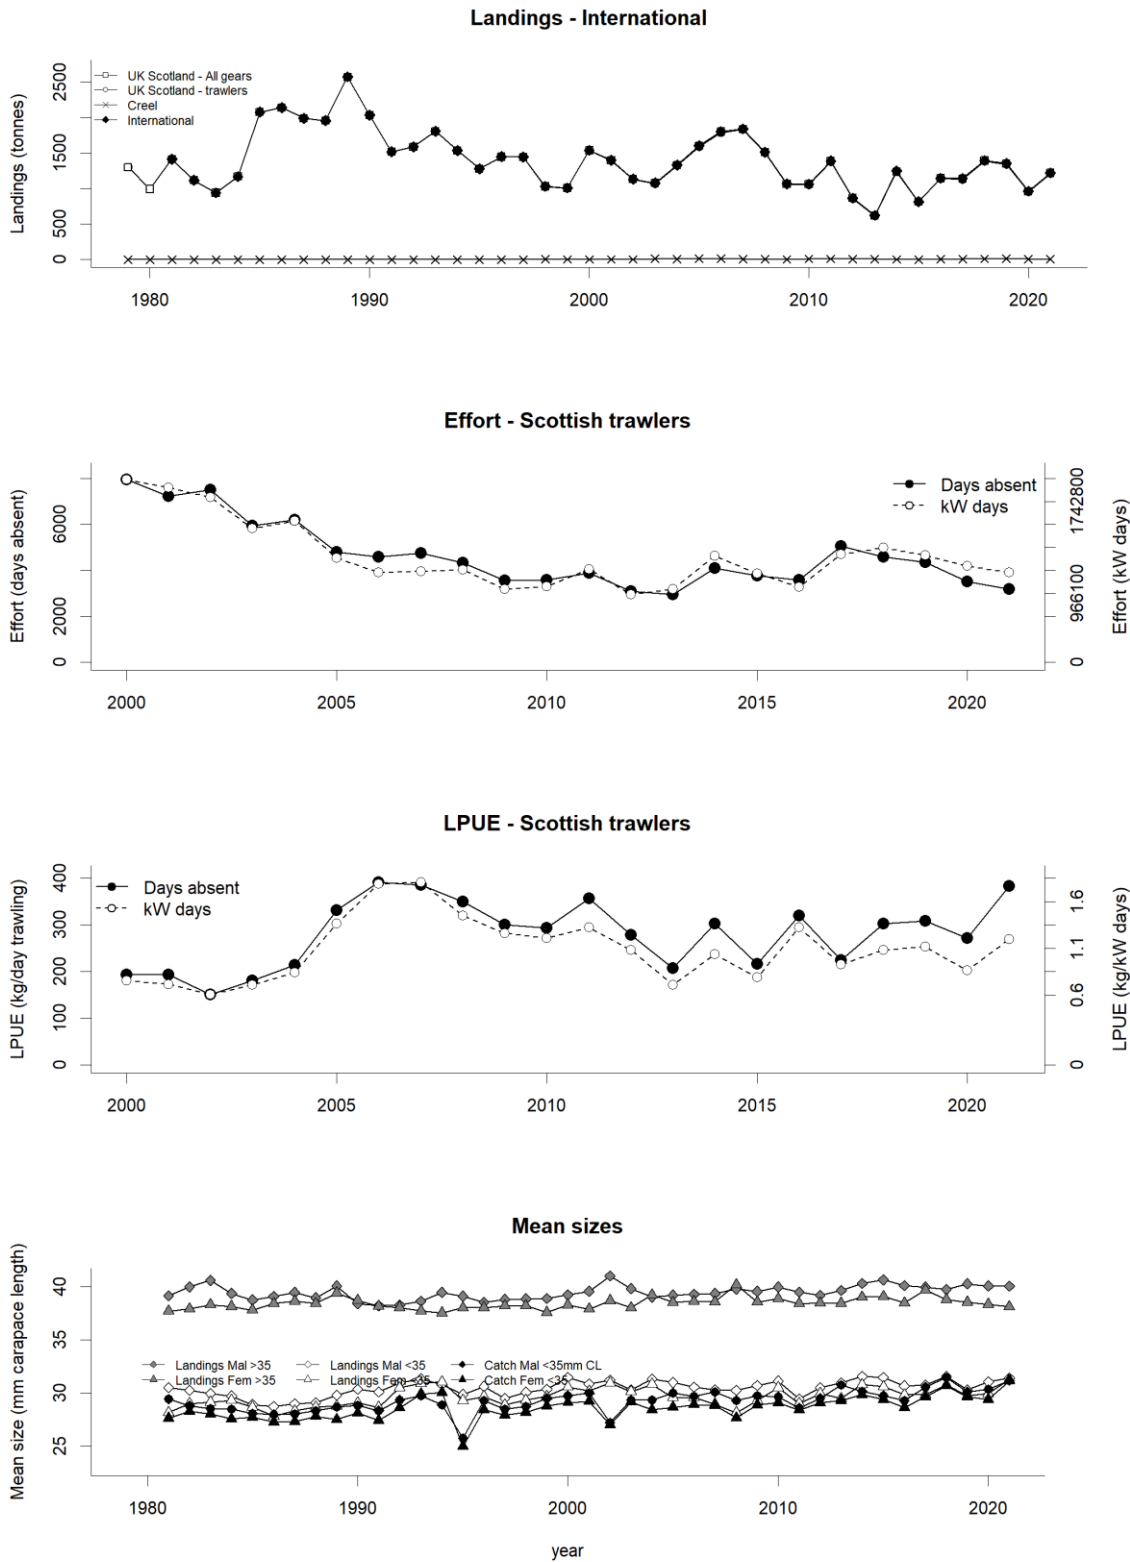 Landings - International
Landings (tonnes)
2500
1500
500
0
UK Scotland - All gears
UK Scotland - trawlers
Creel
International
1980 1990 2000 2010 2020
Effort - Scottish trawlers
Effort (days absent)
6000
2000
0
Days absent
kW days
1742800
966100
0
Effort (kW days)
2000 2005 2010 2015 2020
LPUE - Scottish trawlers
LPUE (kg/day trawling)
400
300
200
100
0
Days absent
kW days
1.6
1.1
0.6
0
LPUE (kg/kW days)
2000 2005 2010 2015 2020
Mean sizes
Mean size (mm carapace length)
40
35
30
25
Landings Mal >35 Landings Mal <35 Catch Mal <35mm CL
Landings Fem >35 Landings Fem <35 Catch Fem <35
1980 1990 2000 2010 2020
year